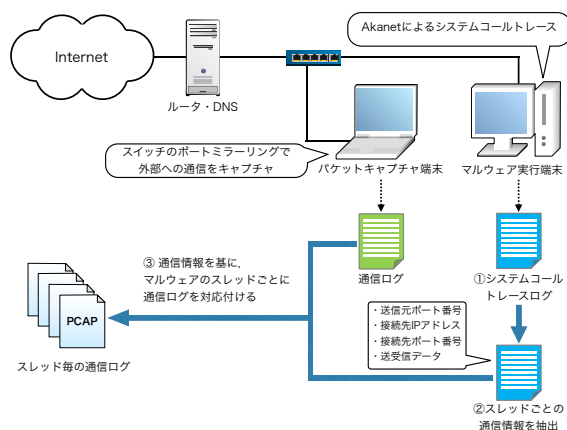 Akanetによるシステムコールトレース
Internet
ルータ・DNS
スイッチのポートミラーリングで
外部への通信をキャプチャ
パケットキャプチャ端末
マルウェア実行端末
③ 通信情報を基に,
マルウェアのスレッドごとに
通信ログを対応付ける
通信ログ
①システムコール
トレースログ
・送信元ポート番号
・接続先IPアドレス
・接続先ポート番号
・送受信データ
PCAP
スレッド毎の通信ログ
②スレッドごとの
通信情報を抽出